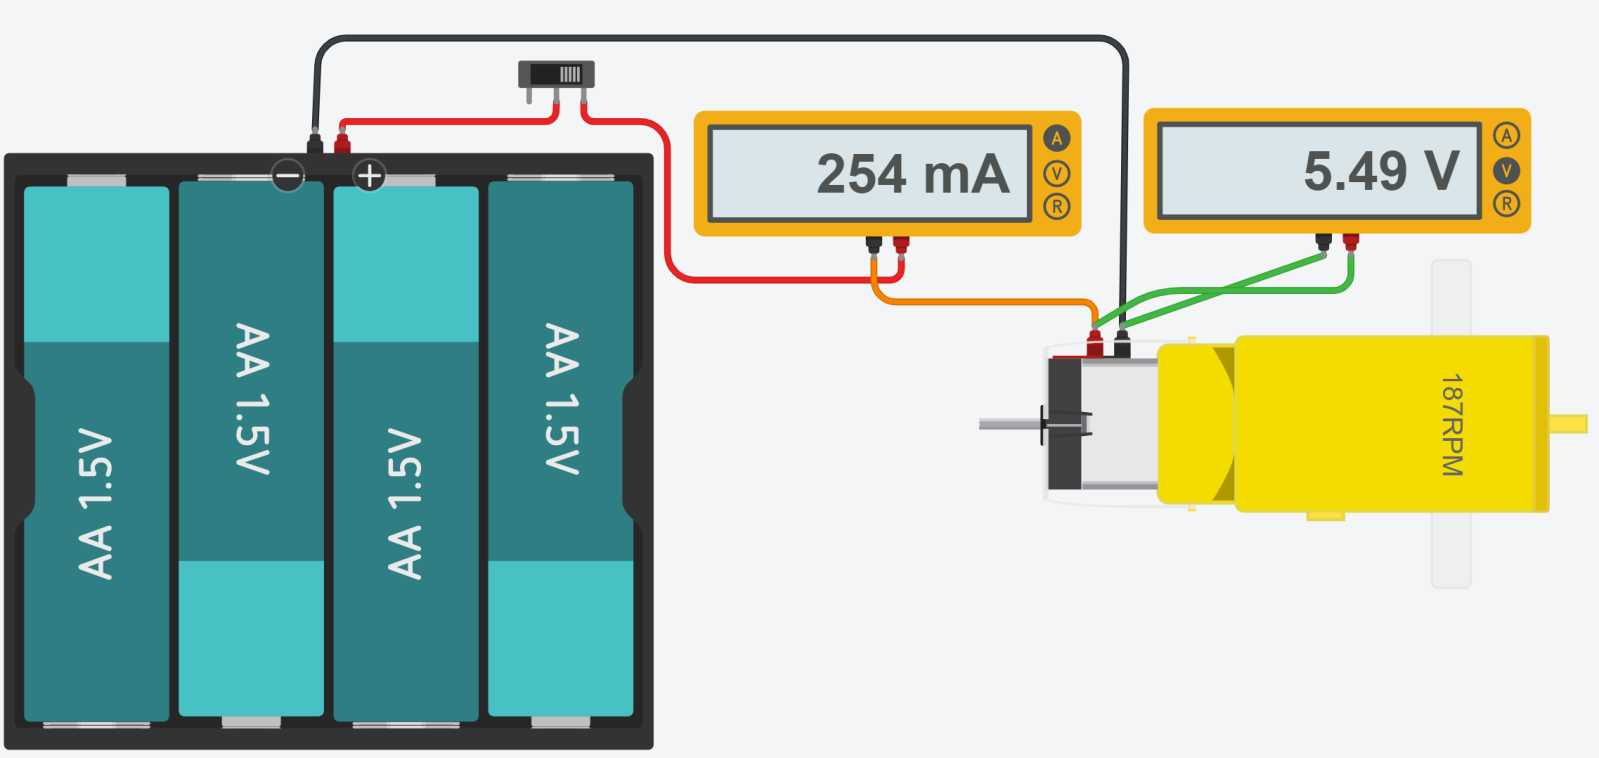 254 mA
A
V
R
5.49 V
A
V
R
AA 1.5V
AA 1.5V
AA 1.5V
AA 1.5V
187RPM